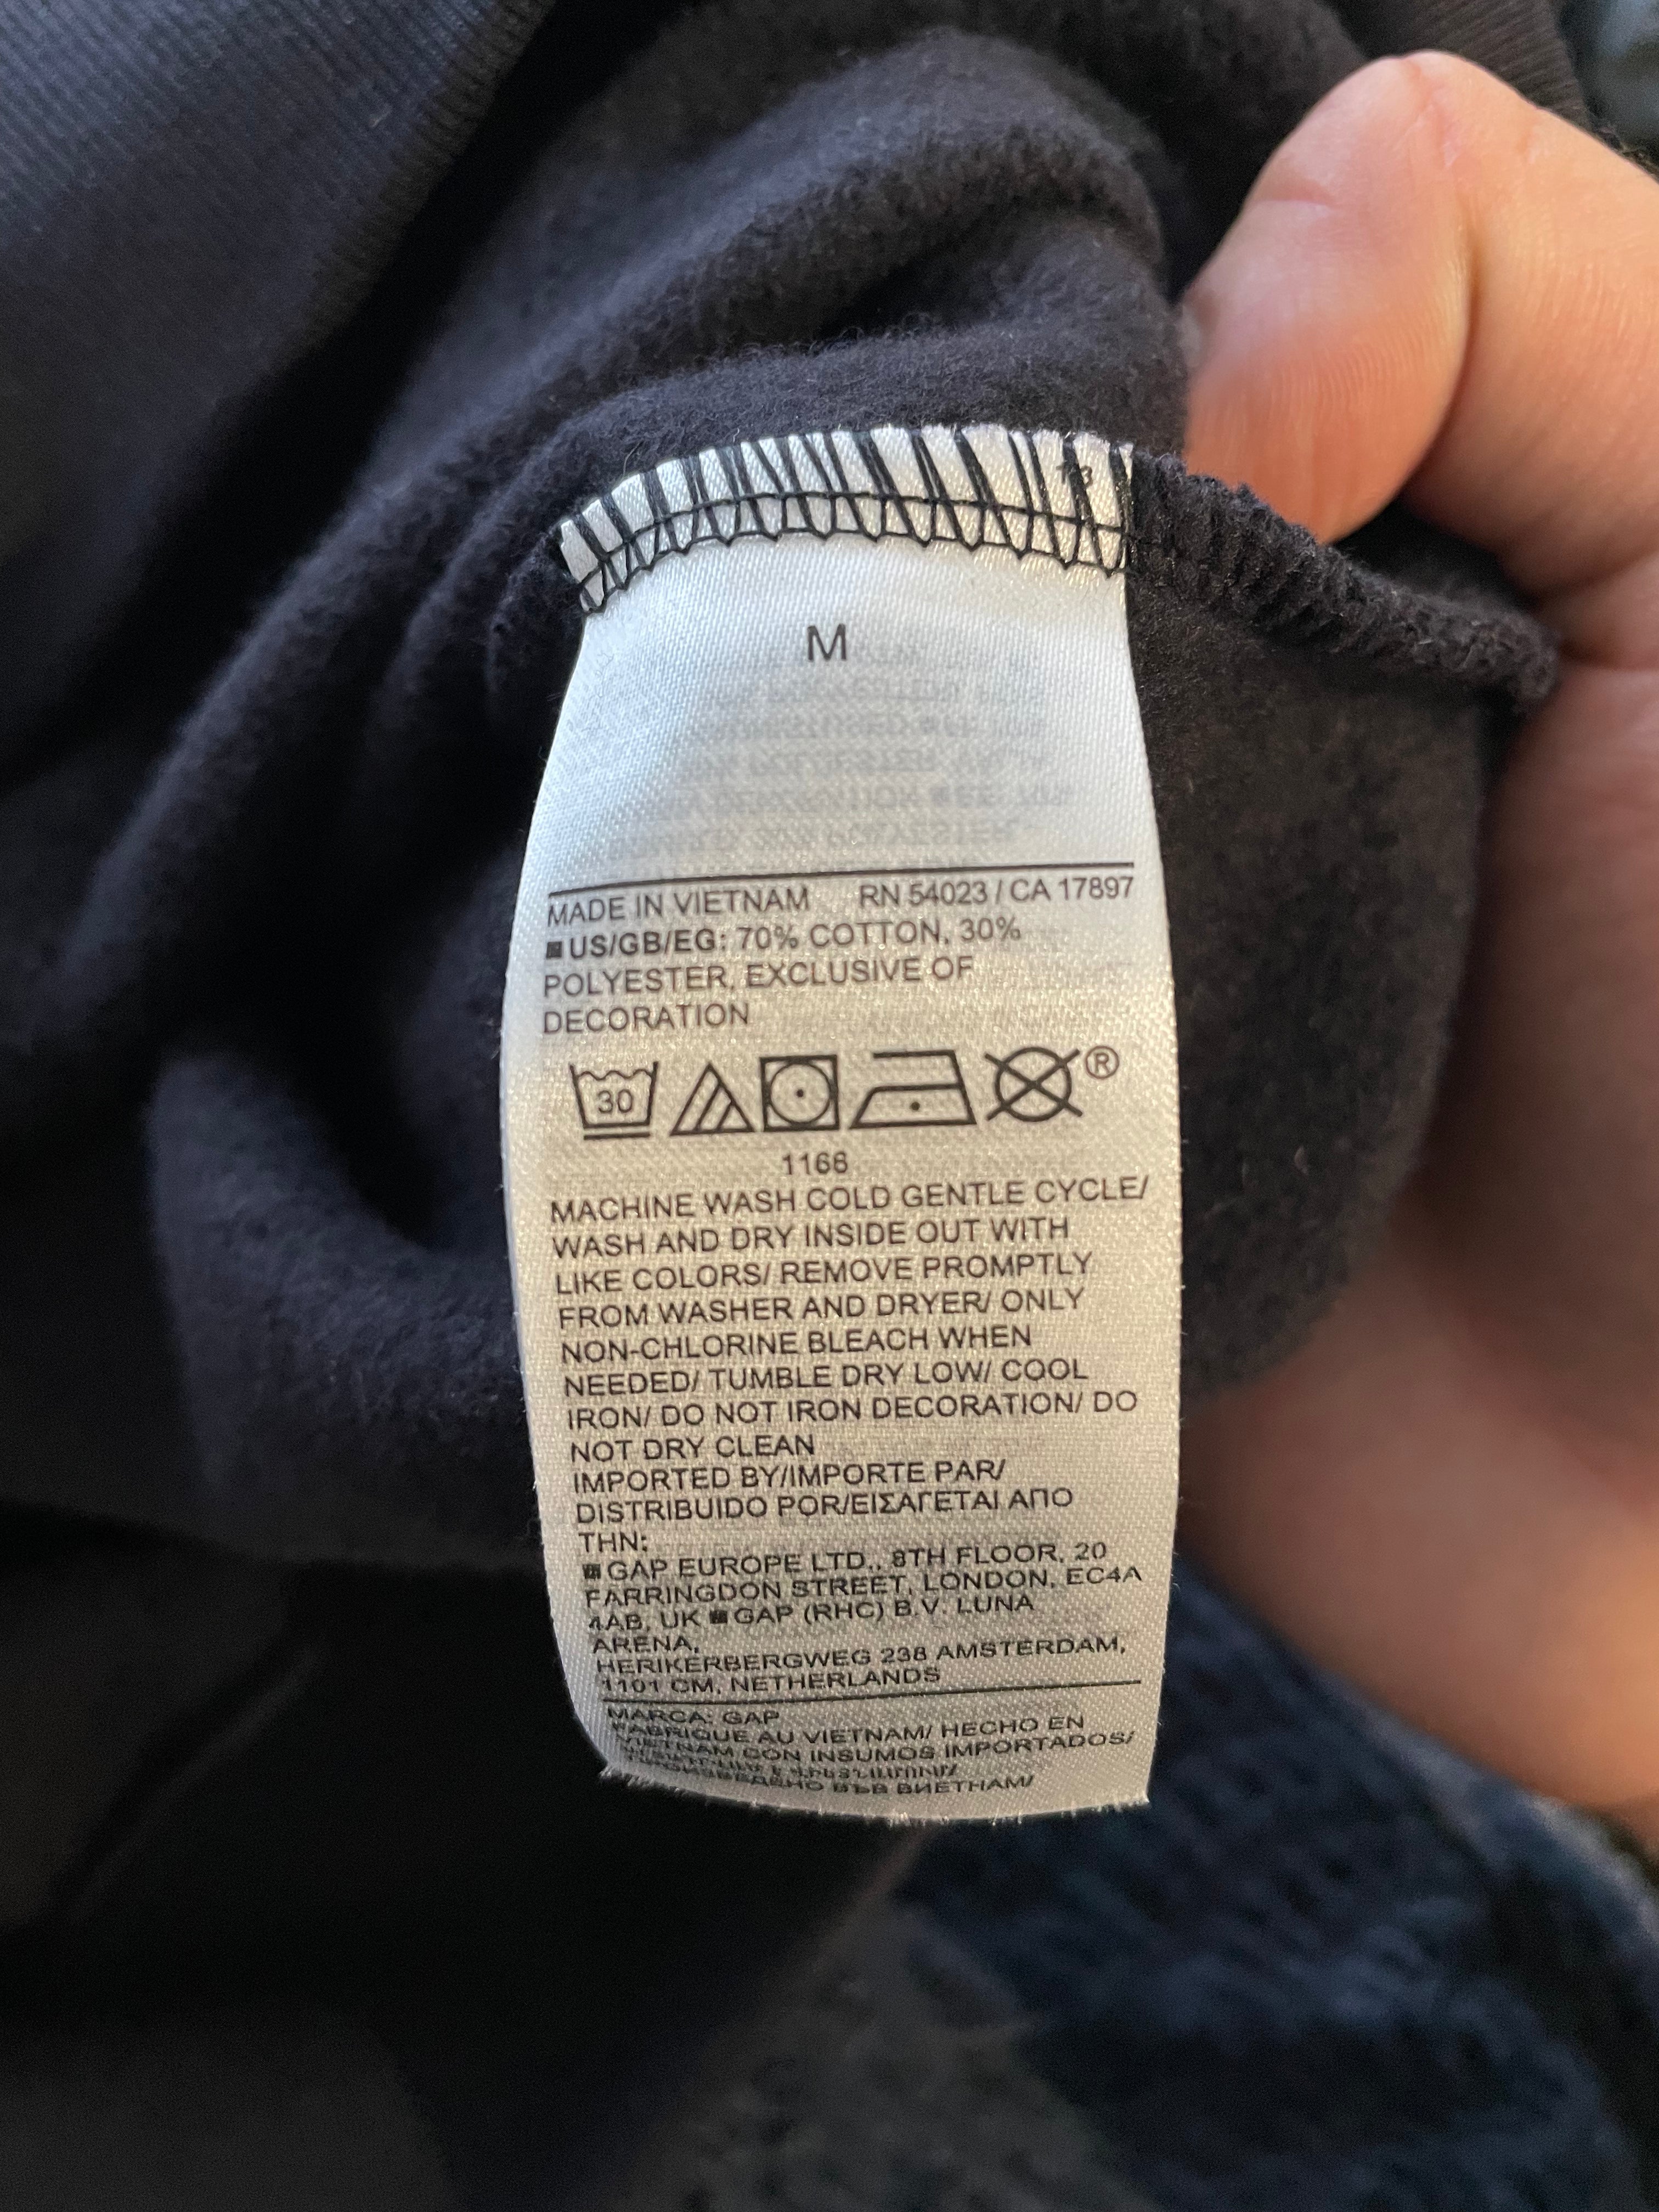 M
MADE IN VIETNAM RN 54023 / CA 17897
US/GB/EG: 70% COTTON, 30%
POLYESTER, EXCLUSIVE OF
DECORATION
30
®
1166
MACHINE WASH COLD GENTLE CYCLE/
WASH AND DRY INSIDE OUT WITH
LIKE COLORS/ REMOVE PROMPTLY
FROM WASHER AND DRYER/ ONLY
NON-CHLORINE BLEACH WHEN
NEEDED/ TUMBLE DRY LOW/ COOL
IRON/ DO NOT IRON DECORATION/ DO
NOT DRY CLEAN
IMPORTED BY/IMPORTE PAR/
DISTRIBUIDO POR/ΕΙΣΑΓΕΤΑΙ ΑΠΟ
ΤΗΝ:
GAP EUROPE LTD., 8TH FLOOR, 20
FARRINGDON STREET, LONDON, EC4A
4AB, UK GAP (RHC) B.V. LUNA
ARENA,
HERIKERBERGWEG 238 AMSTERDAM,
1101 CM, NETHERLANDS
MARCA: GAP
FABRIQUE AU VIETNAM/ HECHO EN
VIETNAM CON INSUMOS IMPORTADOS/
ПРОИЗВЕДЕНО ВЪВ ВИЕТНАМ/